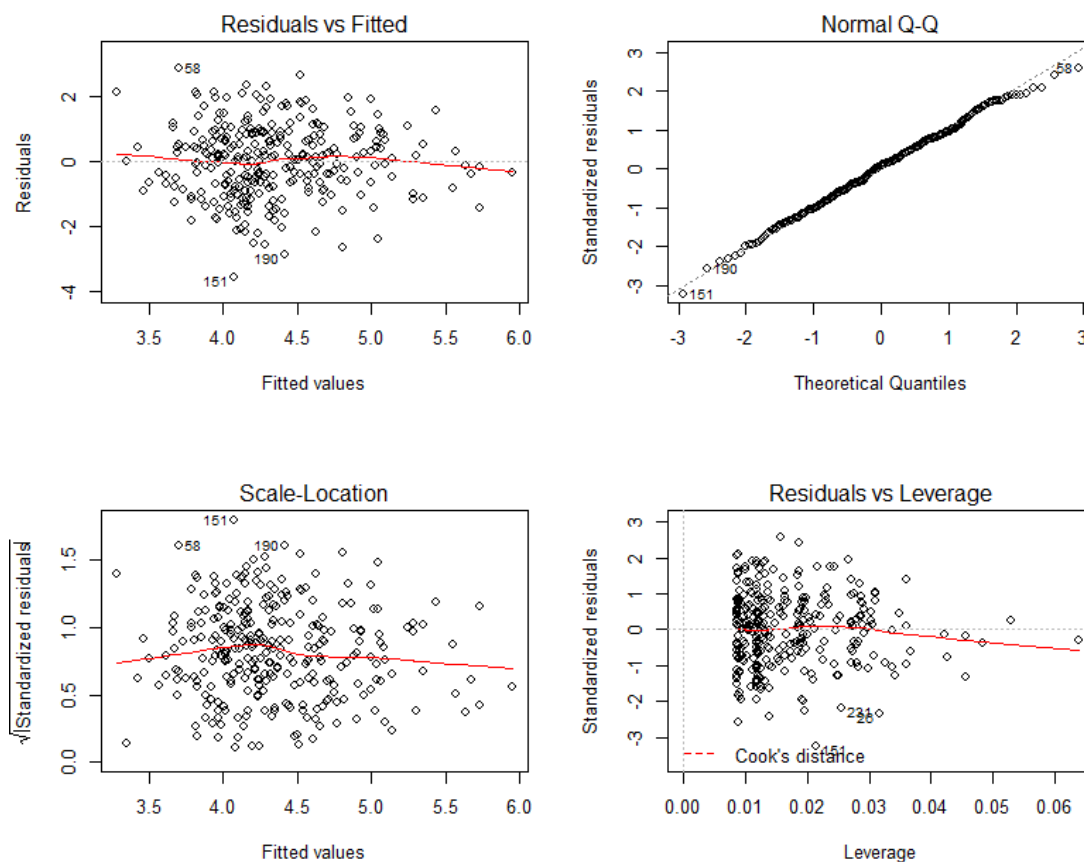 Residuals vs Fitted
Residuals
2
0
-2
-4
58
190
151
3.5 4.0 4.5 5.0 5.5 6.0
Fitted values
Normal Q-Q
Standardized residuals
3
2
1
0
-1
-2
-3
58
190
151
-3 -2 -1 0 1 2 3
Theoretical Quantiles
Scale-Location
√|Standardized residuals|
1.5
1.0
0.5
0.0
151
58
190
3.5 4.0 4.5 5.0 5.5 6.0
Fitted values
Residuals vs Leverage
Standardized residuals
3
2
1
0
-1
-2
-3
231
151
Cook's distance
0.00 0.01 0.02 0.03 0.04 0.05 0.06
Leverage